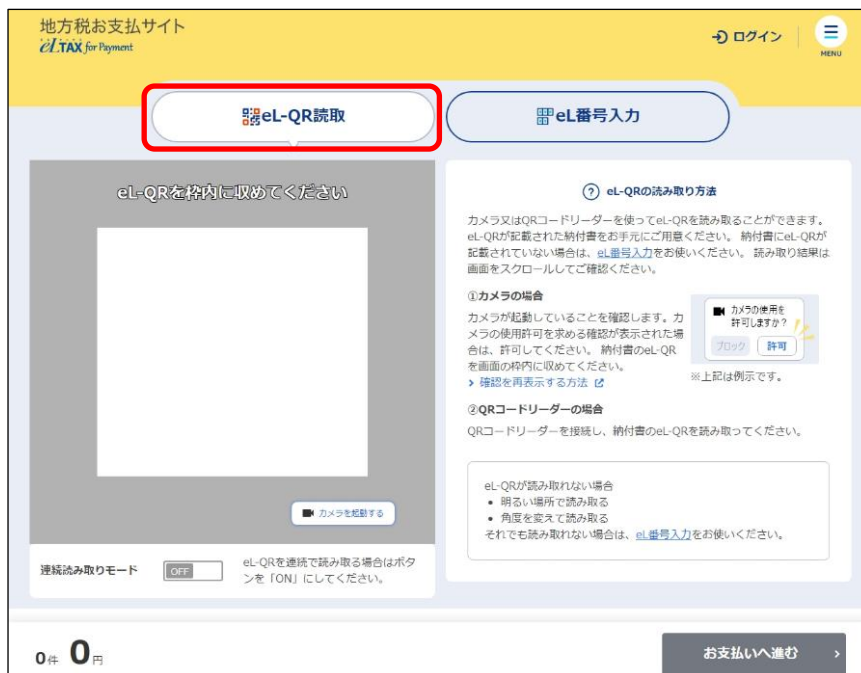 地方税お支払サイト
eLTAX for Payment
ログイン
MENU
eL-QR読取
eL番号入力
eL-QRを枠内に収めてください
カメラを起動する
連続読み取りモード
OFF
eL-QRを連続で読み取る場合はボタ
ンを「ON」にしてください。
? eL-QRの読み取り方法
カメラ又はQRコードリーダーを使ってeL-QRを読み取ることができます。
eL-QRが記載された納付書をお手元にご用意ください。 納付書にeL-QRが
記載されていない場合は、eL番号入力をお使いください。 読み取り結果は
画面をスクロールしてご確認ください。
①カメラの場合
カメラが起動していることを確認します。カ
メラの使用許可を求める確認が表示された場
合は、許可してください。 納付書のeL-QR
を画面の枠内に収めてください。
> 確認を再表示する方法
カメラの使用を
許可しますか?
ブロック 許可
※上記は例示です。
②QRコードリーダーの場合
QRコードリーダーを接続し、納付書のeL-QRを読み取ってください。
eL-QRが読み取れない場合
• 明るい場所で読み取る
• 角度を変えて読み取る
それでも読み取れない場合は、eL番号入力をお使いください。
0件 0円
お支払いへ進む >